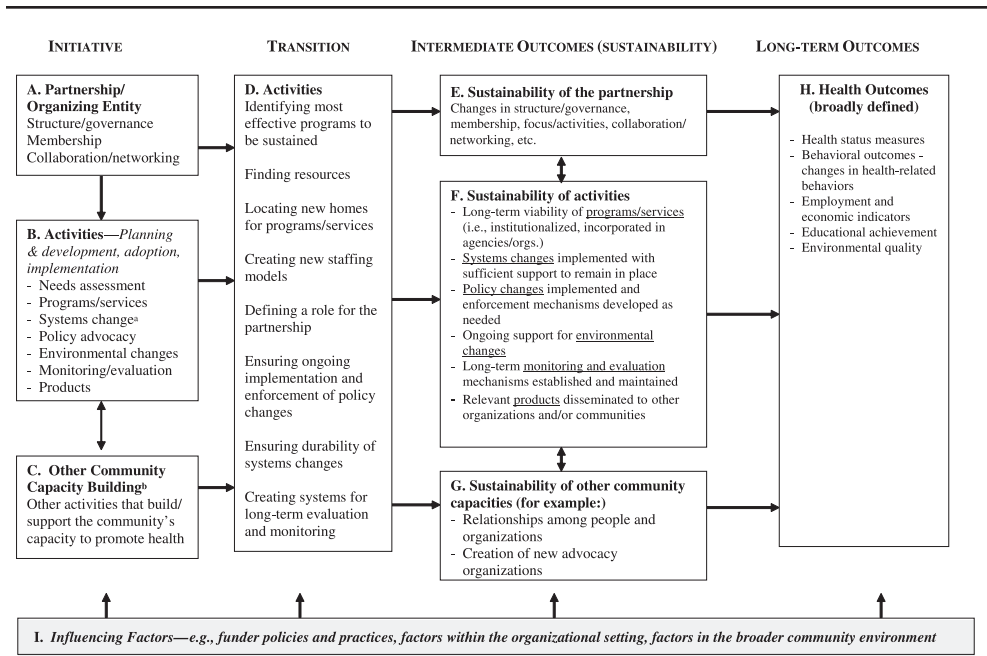 INITIATIVE
TRANSITION
INTERMEDIATE OUTCOMES (SUSTAINABILITY)
LONG-TERM OUTCOMES
A. Partnership/
Organizing Entity
Structure/governance
Membership
Collaboration/networking
B. Activities—Planning
& development, adoption,
implementation
- Needs assessment
- Programs/services
- Systems changeᵃ
- Policy advocacy
- Environmental changes
- Monitoring/evaluation
- Products
C. Other Community
Capacity Buildingᵇ
Other activities that build/
support the community's
capacity to promote health
D. Activities
Identifying most
effective programs to
be sustained
Finding resources
Locating new homes
for programs/services
Creating new staffing
models
Defining a role for the
partnership
Ensuring ongoing
implementation and
enforcement of policy
changes
Ensuring durability of
systems changes
Creating systems for
long-term evaluation
and monitoring
E. Sustainability of the partnership
Changes in structure/governance,
membership, focus/activities, collaboration/
networking, etc.
F. Sustainability of activities
- Long-term viability of programs/services
(i.e., institutionalized, incorporated in
agencies/orgs.)
- Systems changes implemented with
sufficient support to remain in place
- Policy changes implemented and
enforcement mechanisms developed as
needed
- Ongoing support for environmental
changes
- Long-term monitoring and evaluation
mechanisms established and maintained
- Relevant products disseminated to other
organizations and/or communities
G. Sustainability of other community
capacities (for example:)
- Relationships among people and
organizations
- Creation of new advocacy
organizations
H. Health Outcomes
(broadly defined)
- Health status measures
- Behavioral outcomes -
changes in health-related
behaviors
- Employment and
economic indicators
- Educational achievement
- Environmental quality
I. Influencing Factors—e.g., funder policies and practices, factors within the organizational setting, factors in the broader community environment